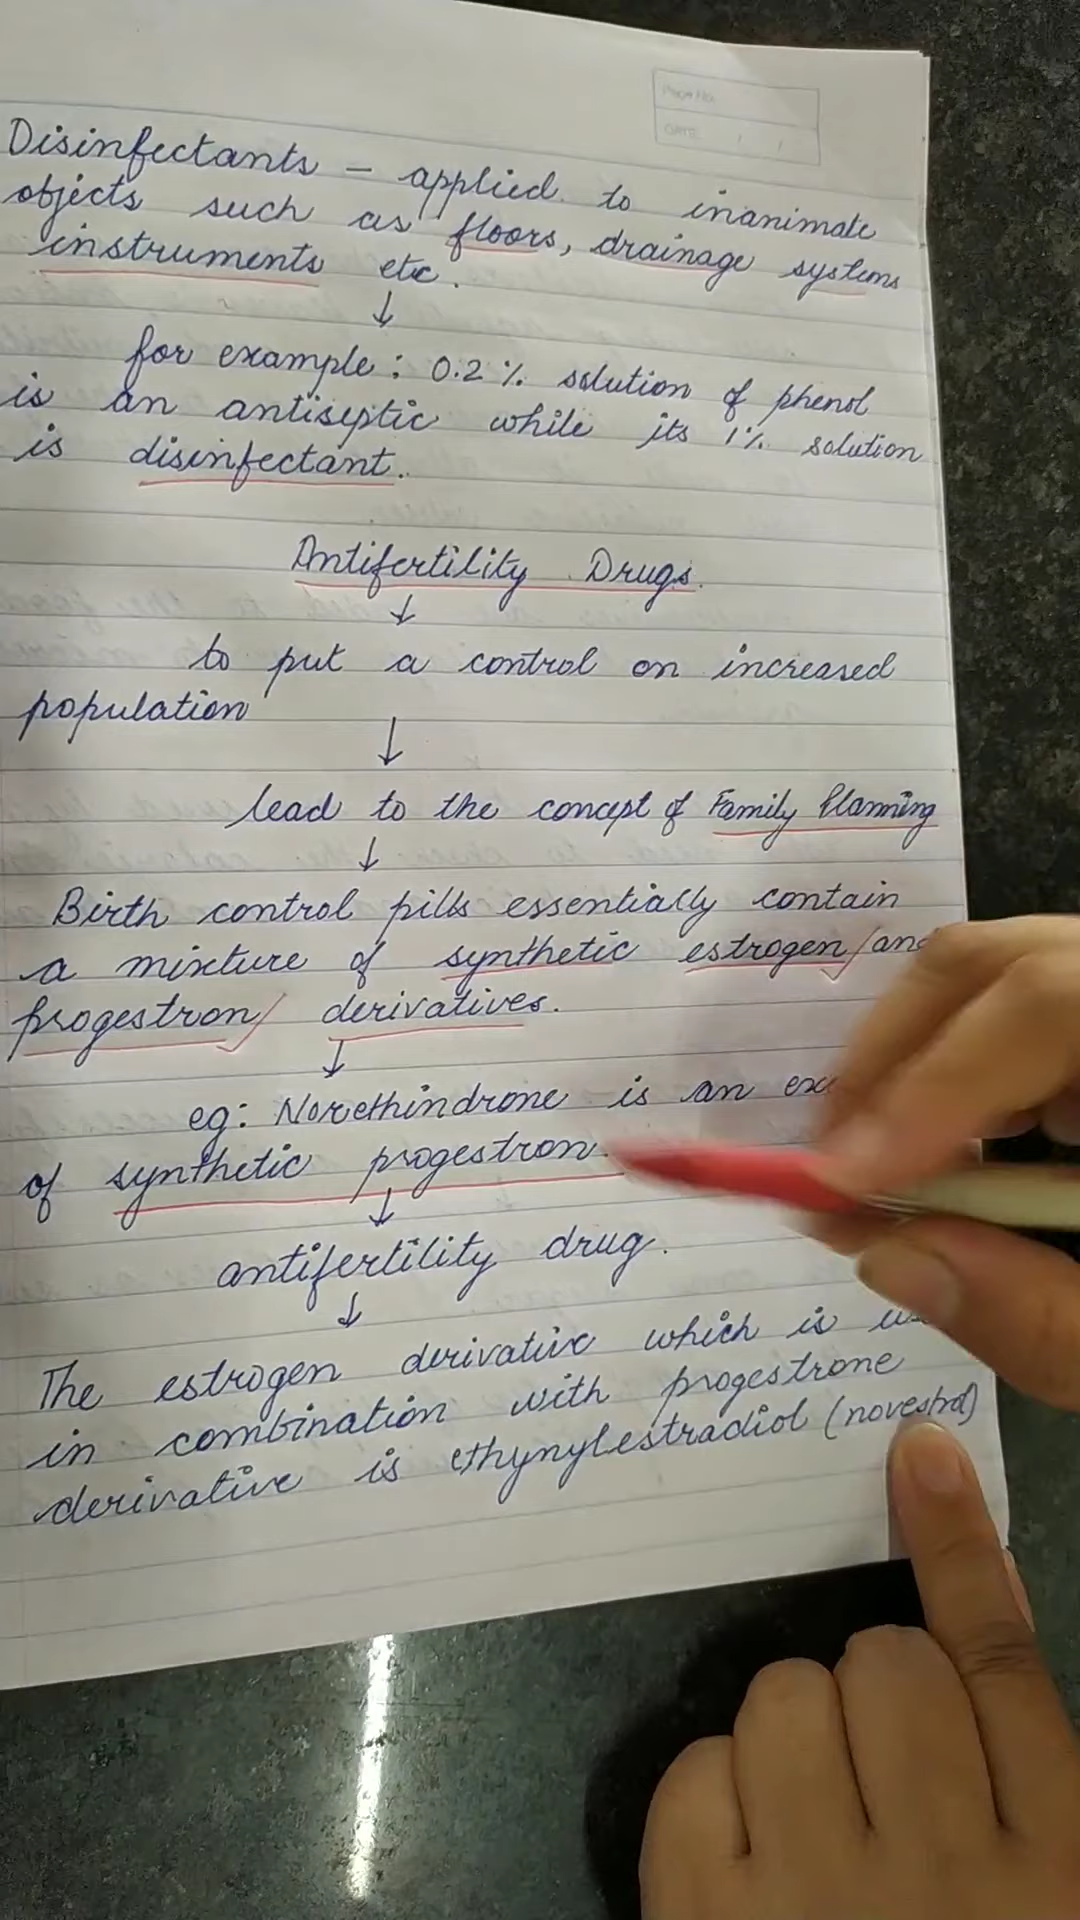 Page No.
DATE / /
Disinfectants - applied to inanimate
objects such as floors, drainage systems
instruments etc.
↓
for example : 0.2 % solution of phenol
is an antiseptic while its 1% solution
is disinfectant.
Antifertility Drugs.
↓
to put a control on increased
population
↓
lead to the concept of Family Planning
↓
Birth control pills essentially contain
a mixture of synthetic estrogen/and
progestron/ derivatives.
↓
eg: Norethindrone is an
of synthetic progestron.
↓
antifertility drug.
↓
The estrogen derivative which is
in combination with progestrone
derivative is ethynylestradiol (novestrol)